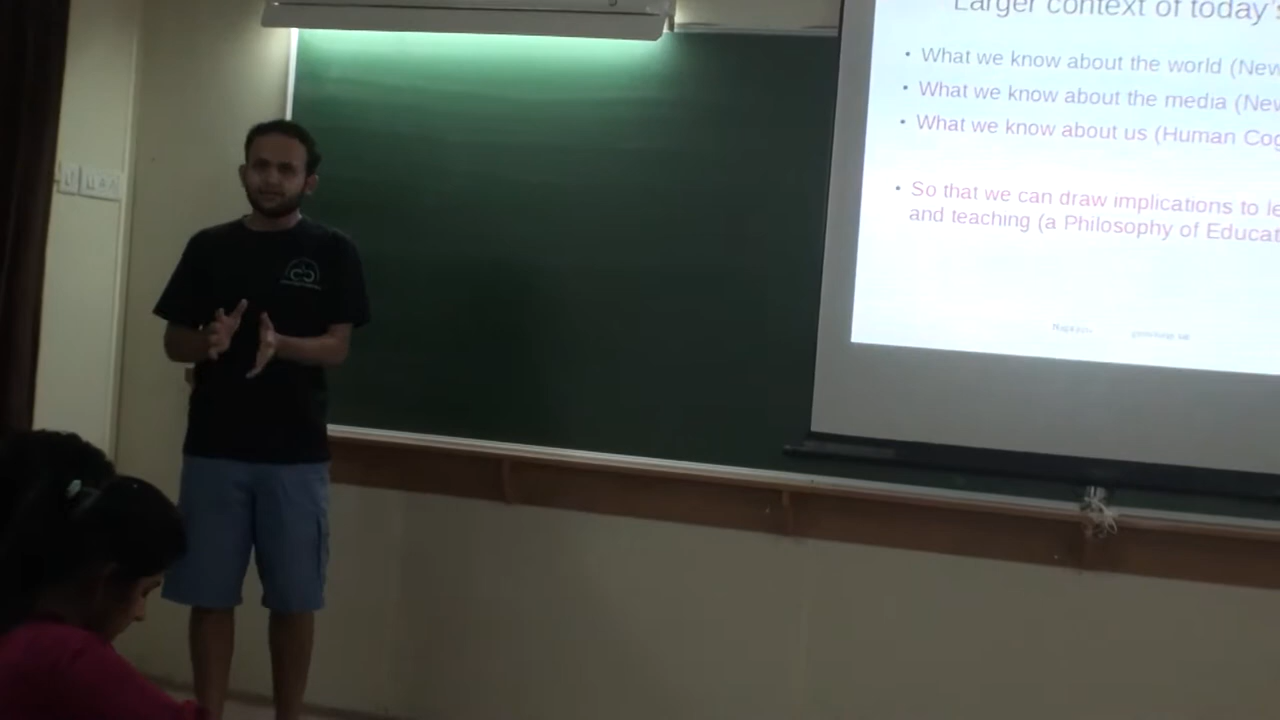 Larger context of today's
• What we know about the world (New
• What we know about the media (New
• What we know about us (Human Cog
• So that we can draw implications to le
and teaching (a Philosophy of Educat